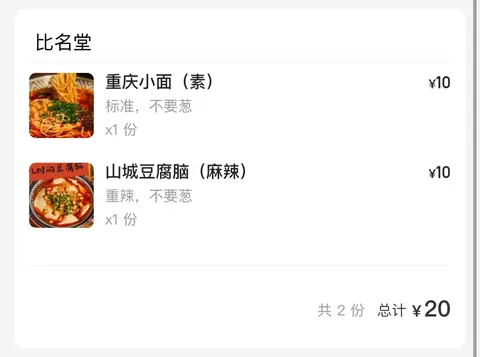 比名堂
重庆小面（素）
¥10
标准，不要葱
x1 份
山城豆腐脑（麻辣）
¥10
重辣，不要葱
x1 份
共 2 份 总计 ¥20